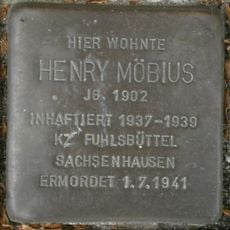 HIER WOHNTE
HENRY MÖBIUS
JG. 1902
INHAFTIERT 1937-1939
KZ FUHLSBÜTTEL
SACHSENHAUSEN
ERMORDET 1.7.1941